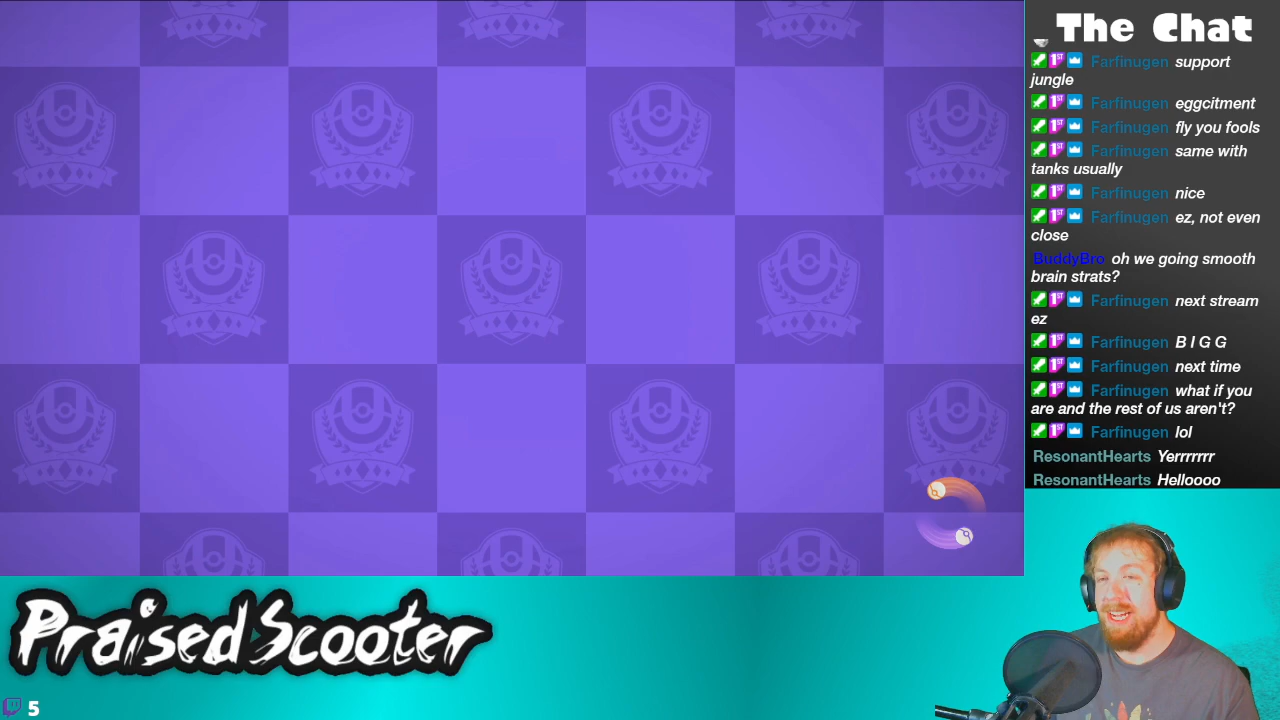 The Chat
Farfinugen support
jungle
Farfinugen eggcitment
Farfinugen fly you fools
Farfinugen same with
tanks usually
Farfinugen nice
Farfinugen ez, not even
close
BuddyBro oh we going smooth
brain strats?
Farfinugen next stream
ez
Farfinugen B I G G
Farfinugen next time
Farfinugen what if you
are and the rest of us aren't?
Farfinugen lol
ResonantHearts Yerrrrrrr
ResonantHearts Helloooo
PraisedScooter
5